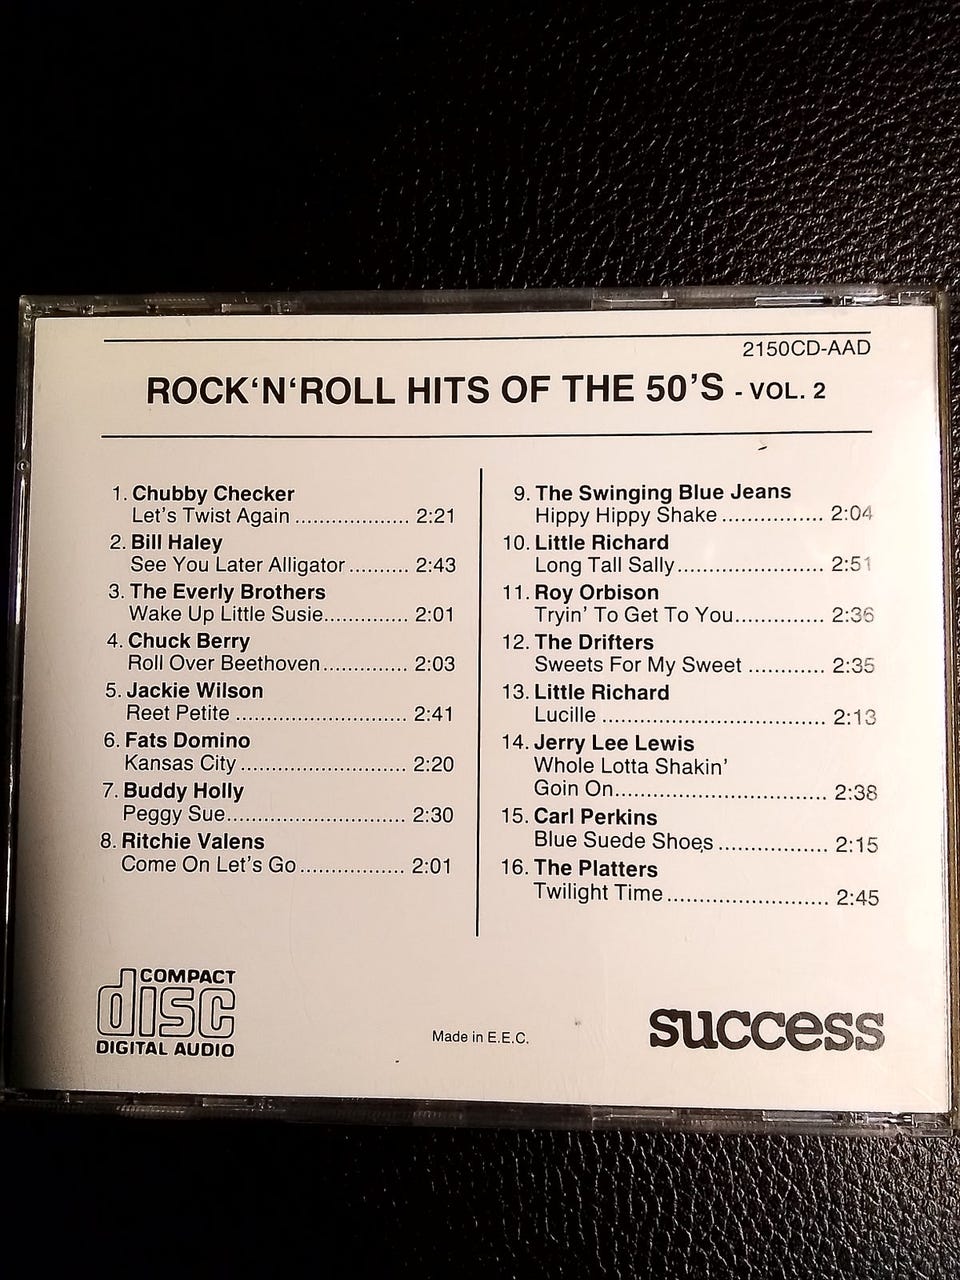 2150CD-AAD
ROCK‘N‘ROLL HITS OF THE 50’S - VOL. 2
1. Chubby Checker
Let’s Twist Again ................... 2:21
2. Bill Haley
See You Later Alligator .......... 2:43
3. The Everly Brothers
Wake Up Little Susie.............. 2:01
4. Chuck Berry
Roll Over Beethoven.............. 2:03
5. Jackie Wilson
Reet Petite ............................ 2:41
6. Fats Domino
Kansas City ........................... 2:20
7. Buddy Holly
Peggy Sue............................. 2:30
8. Ritchie Valens
Come On Let’s Go ................. 2:01
9. The Swinging Blue Jeans
Hippy Hippy Shake ................. 2:04
10. Little Richard
Long Tall Sally........................ 2:51
11. Roy Orbison
Tryin’ To Get To You............... 2:36
12. The Drifters
Sweets For My Sweet ............ 2:35
13. Little Richard
Lucille ..................................... 2:13
14. Jerry Lee Lewis
Whole Lotta Shakin’
Goin On................................... 2:38
15. Carl Perkins
Blue Suede Shoes .................. 2:15
16. The Platters
Twilight Time .......................... 2:45
COMPACT
disc
DIGITAL AUDIO
Made in E.E.C.
success